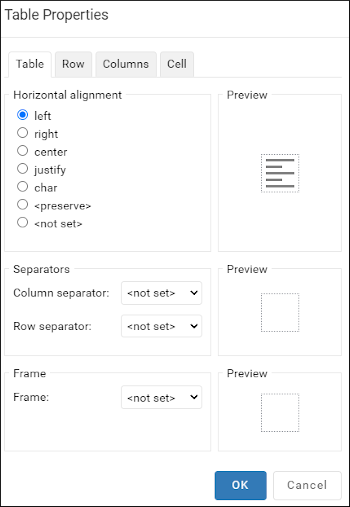 Table Properties
Table Row Columns Cell
Horizontal alignment Preview
left
right
center
justify
char
<preserve>
<not set>
Separators Preview
Column separator: <not set>
Row separator: <not set>
Frame Preview
Frame: <not set>
OK Cancel